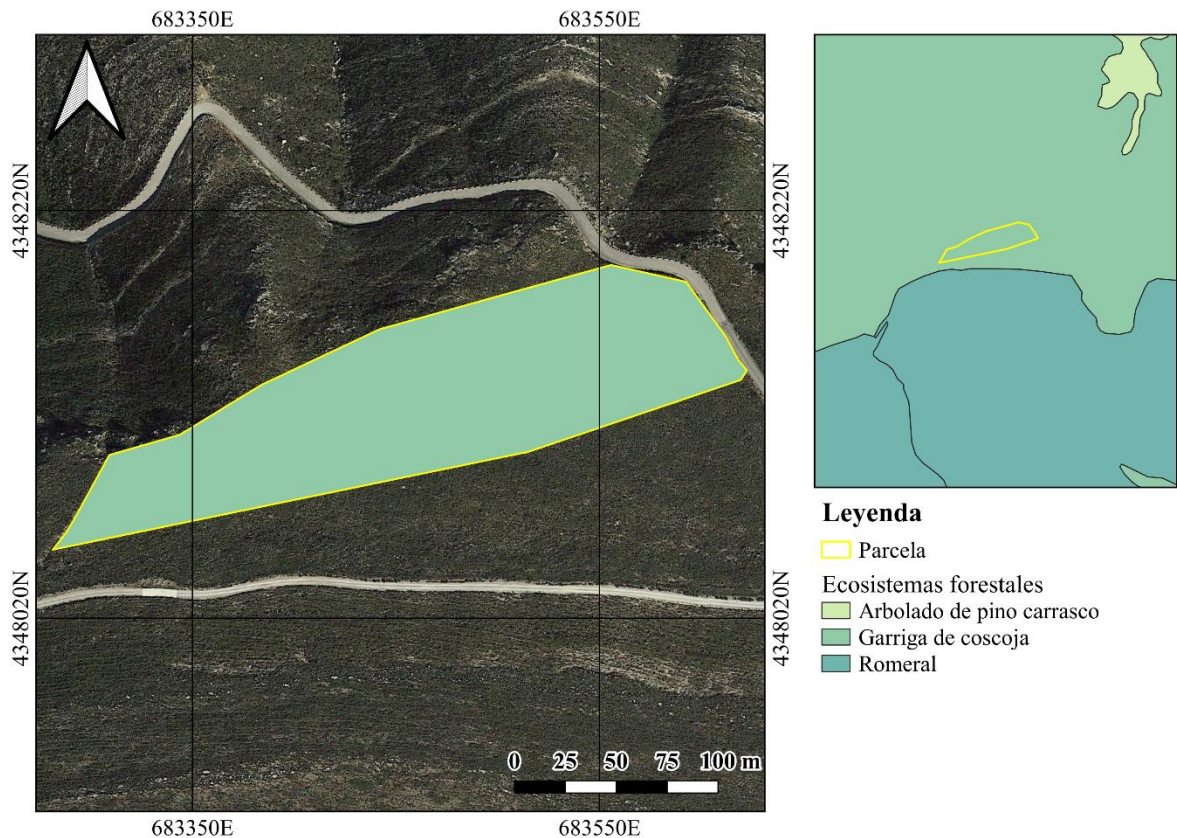 683350E
683550E
4348220N
4348220N
4348020N
4348020N
0 25 50 75 100 m
683350E
683550E
Leyenda
Parcela
Ecosistemas forestales
Arbolado de pino carrasco
Garriga de coscoja
Romeral